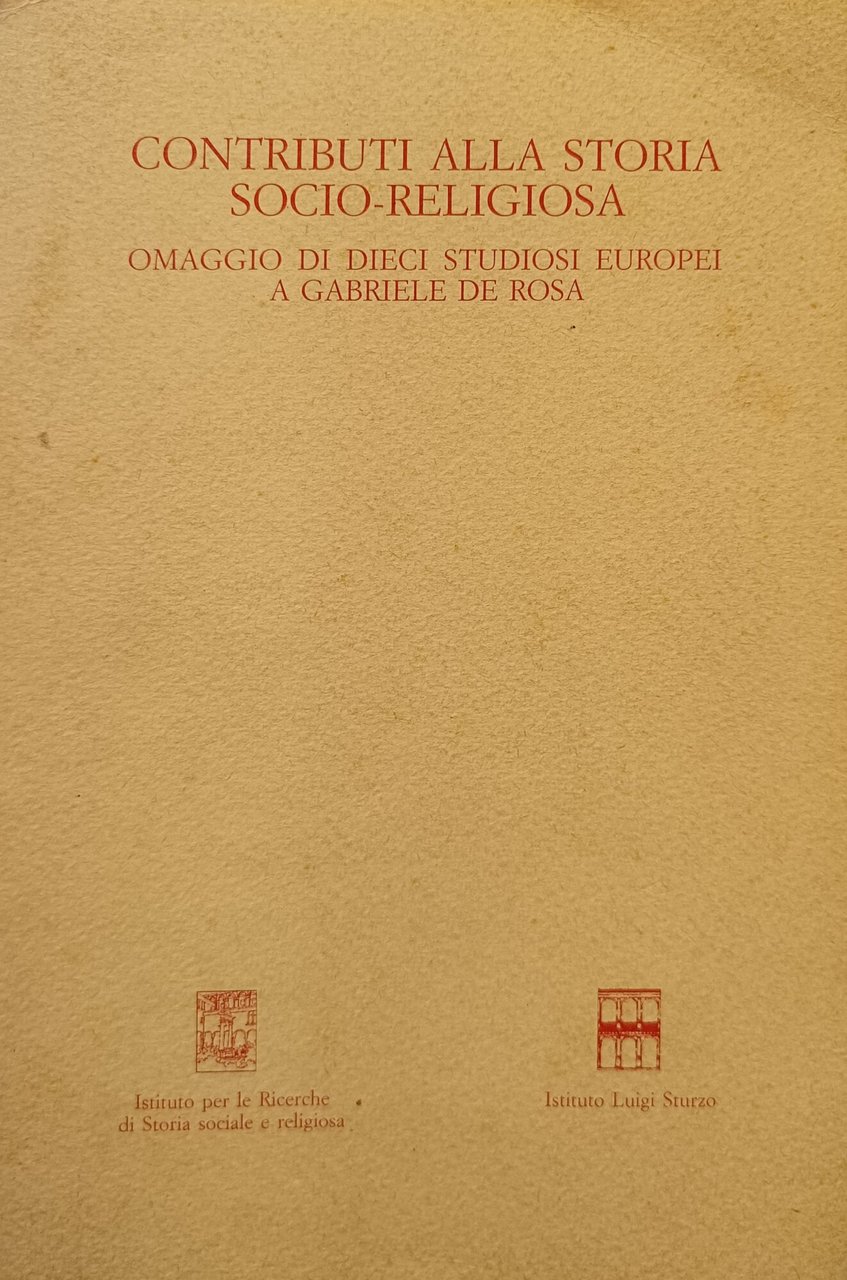 CONTRIBUTI ALLA STORIA
SOCIO-RELIGIOSA
OMAGGIO DI DIECI STUDIOSI EUROPEI
A GABRIELE DE ROSA
Istituto per le Ricerche
di Storia sociale e religiosa
Istituto Luigi Sturzo